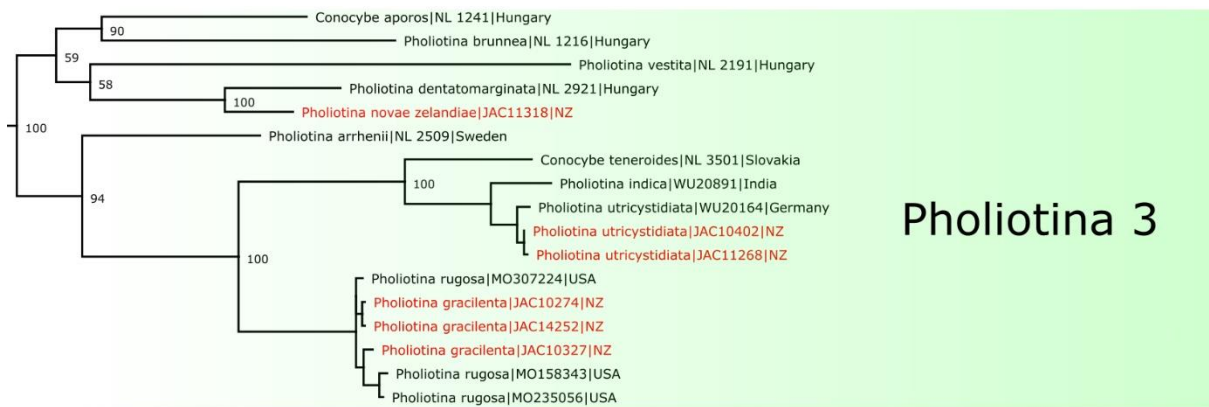 Conocybe aporos|NL 1241|Hungary
90
Pholiotina brunnea|NL 1216|Hungary
59
Pholiotina vestita|NL 2191|Hungary
58
Pholiotina dentatomarginata|NL 2921|Hungary
100
Pholiotina novae zelandiae|JAC11318|NZ
100
Pholiotina arrhenii|NL 2509|Sweden
Conocybe teneroides|NL 3501|Slovakia
100
Pholiotina indica|WU20891|India
94
Pholiotina utricystidiata|WU20164|Germany
Pholiotina 3
Pholiotina utricystidiata|JAC10402|NZ
Pholiotina utricystidiata|JAC11268|NZ
100
Pholiotina rugosa|MO307224|USA
Pholiotina gracilenta|JAC10274|NZ
Pholiotina gracilenta|JAC14252|NZ
Pholiotina gracilenta|JAC10327|NZ
Pholiotina rugosa|MO158343|USA
Pholiotina rugosa|MO235056|USA